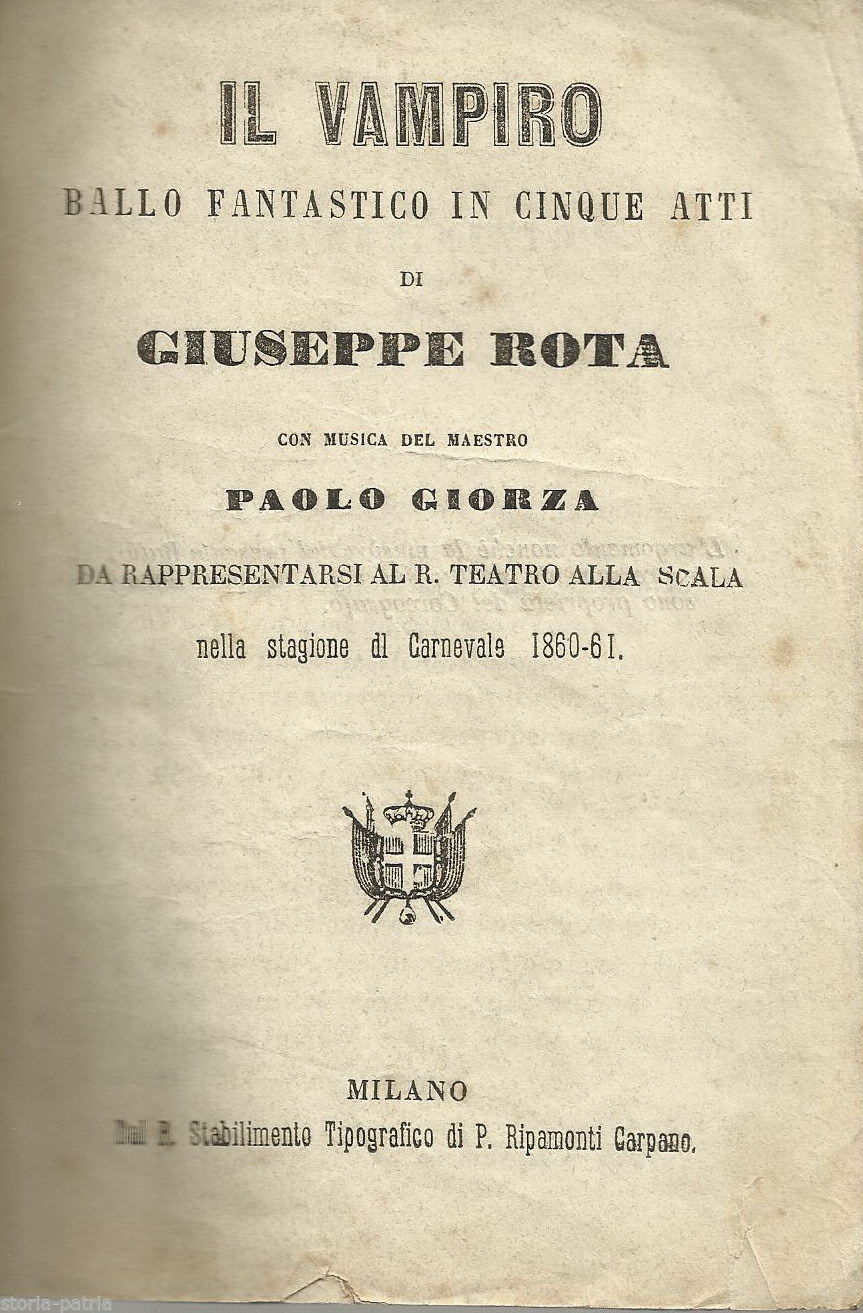 IL VAMPIRO
BALLO FANTASTICO IN CINQUE ATTI
DI
GIUSEPPE ROTA
CON MUSICA DEL MAESTRO
PAOLO GIORZA
DA RAPPRESENTARSI AL R. TEATRO ALLA SCALA
nella stagione di Carnevale 1860-61.
MILANO
Dal R. Stabilimento Tipografico di P. Ripamonti Carpano.
storia-patria